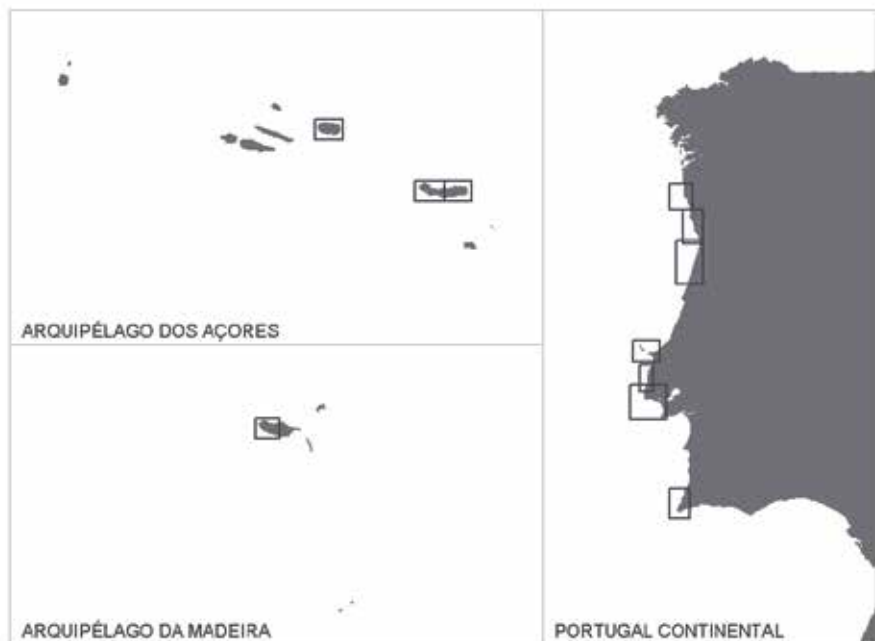 ARQUIPÉLAGO DOS AÇORES
ARQUIPÉLAGO DA MADEIRA
PORTUGAL CONTINENTAL